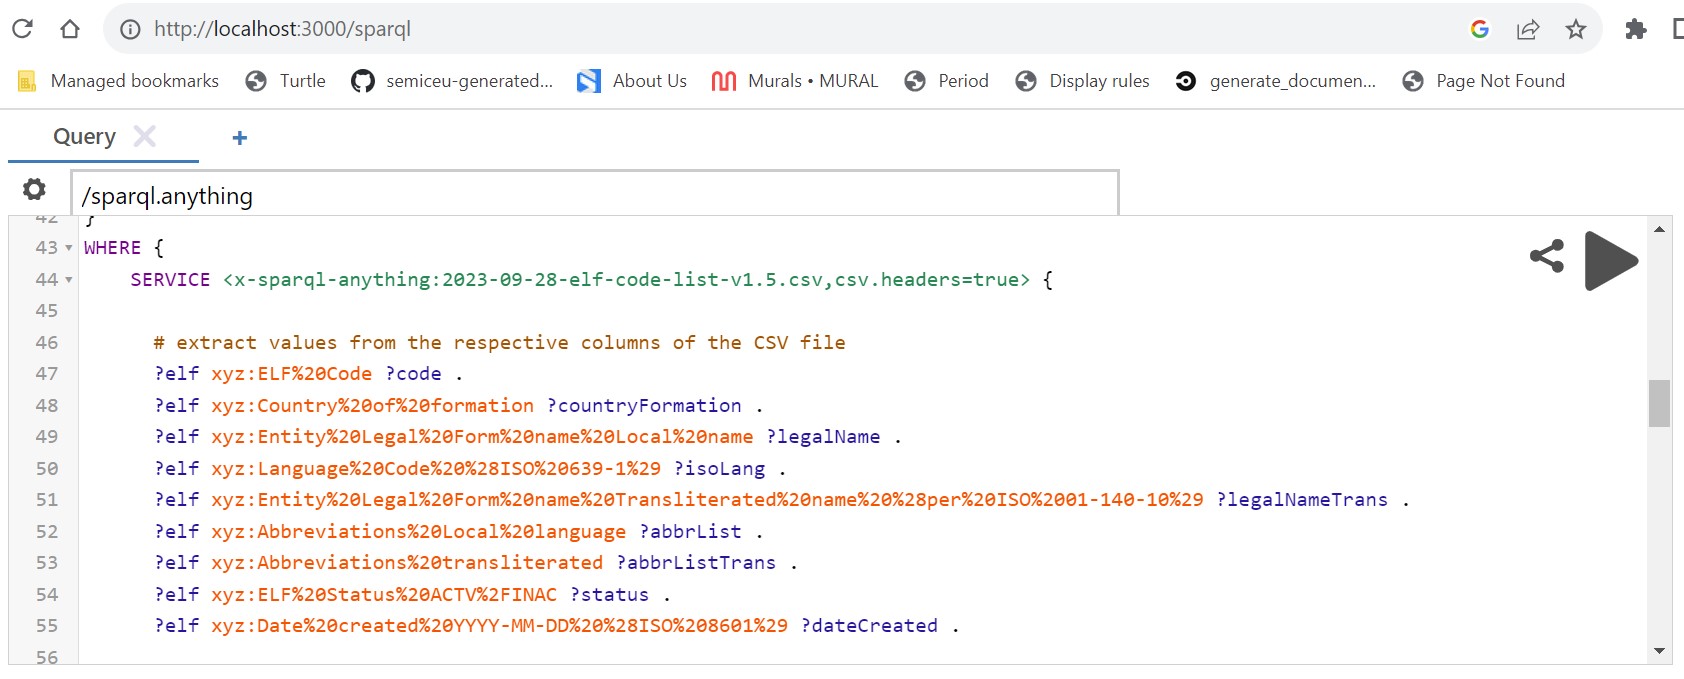 http://localhost:3000/sparql
Managed bookmarks Turtle semiceu-generated... About Us Murals • MURAL Period Display rules generate_documen... Page Not Found
Query +
/sparql.anything
42 }
43 WHERE {
44 SERVICE <x-sparql-anything:2023-09-28-elf-code-list-v1.5.csv,csv.headers=true> {
45
46 # extract values from the respective columns of the CSV file
47 ?elf xyz:ELF%20Code ?code .
48 ?elf xyz:Country%20of%20formation ?countryFormation .
49 ?elf xyz:Entity%20Legal%20Form%20name%20Local%20name ?legalName .
50 ?elf xyz:Language%20Code%20%28ISO%20639-1%29 ?isoLang .
51 ?elf xyz:Entity%20Legal%20Form%20name%20Transliterated%20name%20%28per%20ISO%2001-140-10%29 ?legalNameTrans .
52 ?elf xyz:Abbreviations%20Local%20language ?abbrList .
53 ?elf xyz:Abbreviations%20transliterated ?abbrListTrans .
54 ?elf xyz:ELF%20Status%20ACTV%2FINAC ?status .
55 ?elf xyz:Date%20created%20YYYY-MM-DD%20%28ISO%208601%29 ?dateCreated .
56